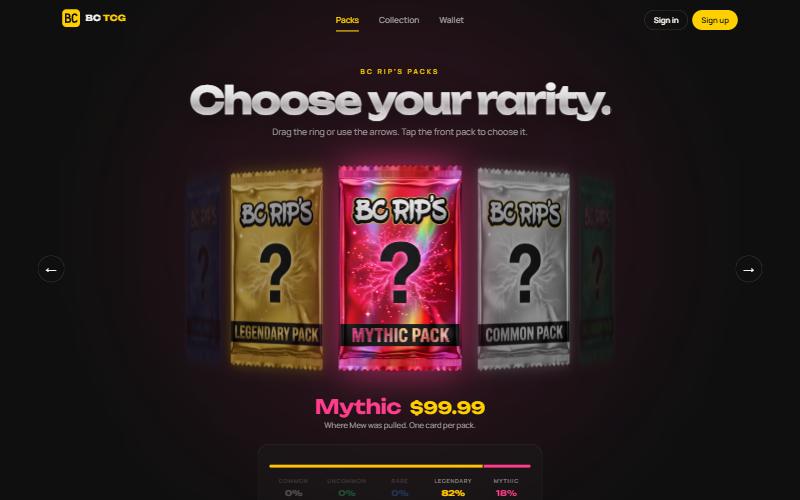 BC BC TCG
Packs Collection Wallet
Sign in Sign up
BC RIP'S PACKS
Choose your rarity.
Drag the ring or use the arrows. Tap the front pack to choose it.
BC RIP'S BC RIP'S BC RIP'S
? ? ? ? ?
LEGENDARY PACK MYTHIC PACK COMMON PACK
← →
Mythic $99.99
Where Mew was pulled. One card per pack.
COMMON UNCOMMON RARE LEGENDARY MYTHIC
0% 0% 0% 82% 18%